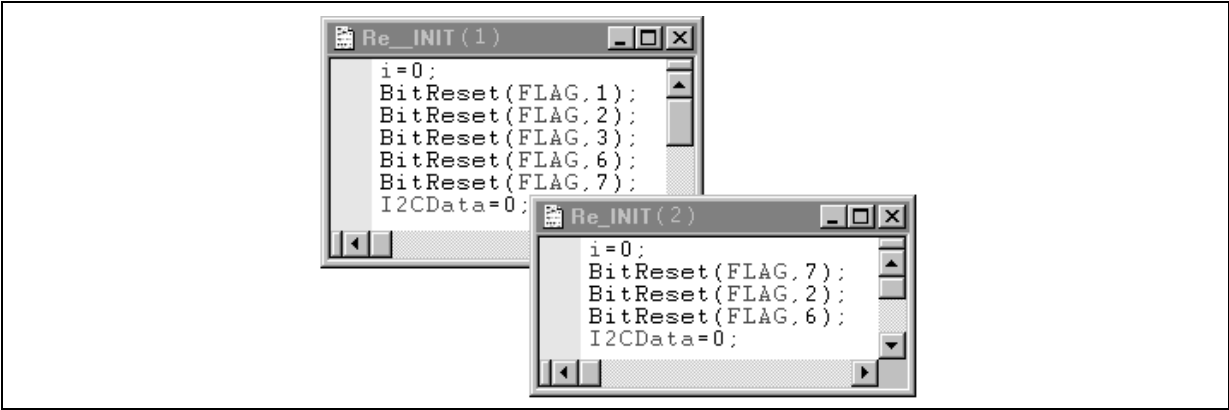 Re__INIT(1)
i=0;
BitReset(FLAG,1);
BitReset(FLAG,2);
BitReset(FLAG,3);
BitReset(FLAG,6);
BitReset(FLAG,7);
I2CData=0;
Re_INIT(2)
i=0;
BitReset(FLAG,7);
BitReset(FLAG,2);
BitReset(FLAG,6);
I2CData=0;